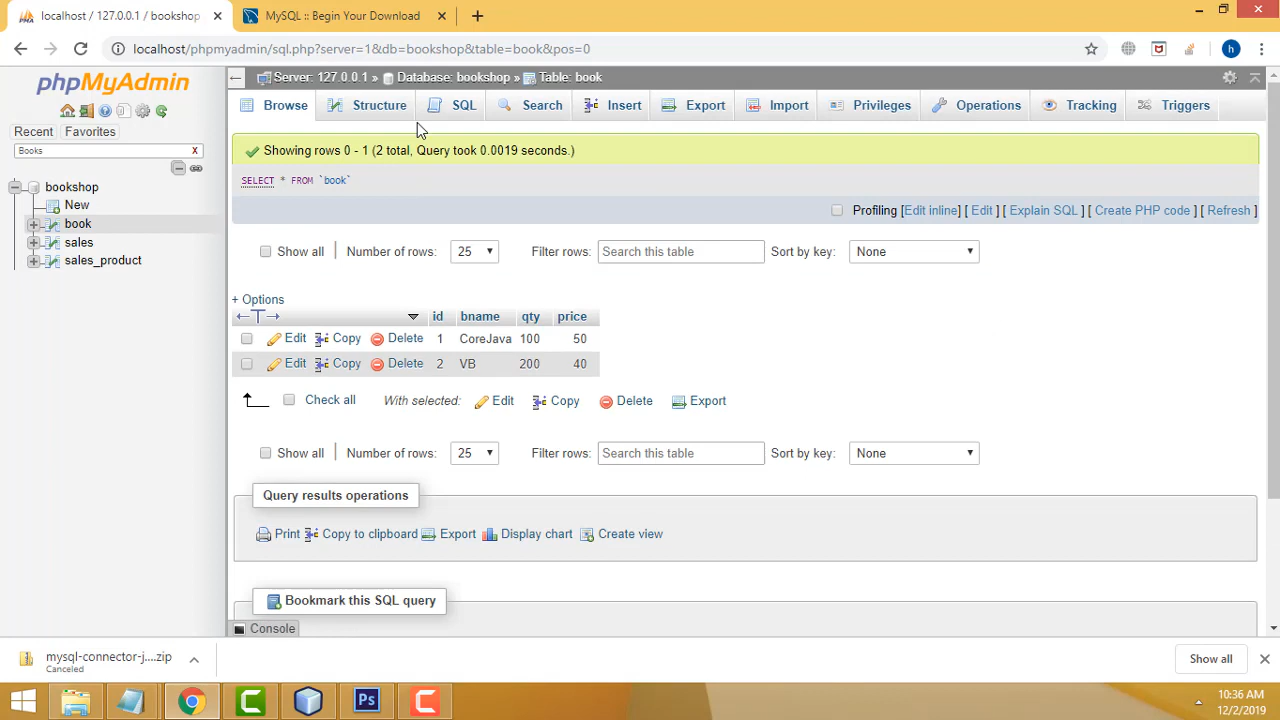 localhost / 127.0.0.1 / bookshop
MySQL :: Begin Your Download
localhost/phpmyadmin/sql.php?server=1&db=bookshop&table=book&pos=0
h
phpMyAdmin
Recent Favorites
Books X
bookshop
New
book
sales
sales_product
Server: 127.0.0.1 » Database: bookshop » Table: book
Browse Structure SQL Search Insert Export Import Privileges Operations Tracking Triggers
Showing rows 0 - 1 (2 total, Query took 0.0019 seconds.)
SELECT * FROM `book`
Profiling [Edit inline] [ Edit ] [ Explain SQL ] [ Create PHP code ] [ Refresh ]
Show all Number of rows: 25 Filter rows: Search this table Sort by key: None
+ Options
id bname qty price
Edit Copy Delete 1 CoreJava 100 50
Edit Copy Delete 2 VB 200 40
Check all With selected: Edit Copy Delete Export
Show all Number of rows: 25 Filter rows: Search this table Sort by key: None
Query results operations
Print Copy to clipboard Export Display chart Create view
Bookmark this SQL query
Console
mysql-connector-j....zip
Canceled
Show all
Ps
10:36 AM
12/2/2019